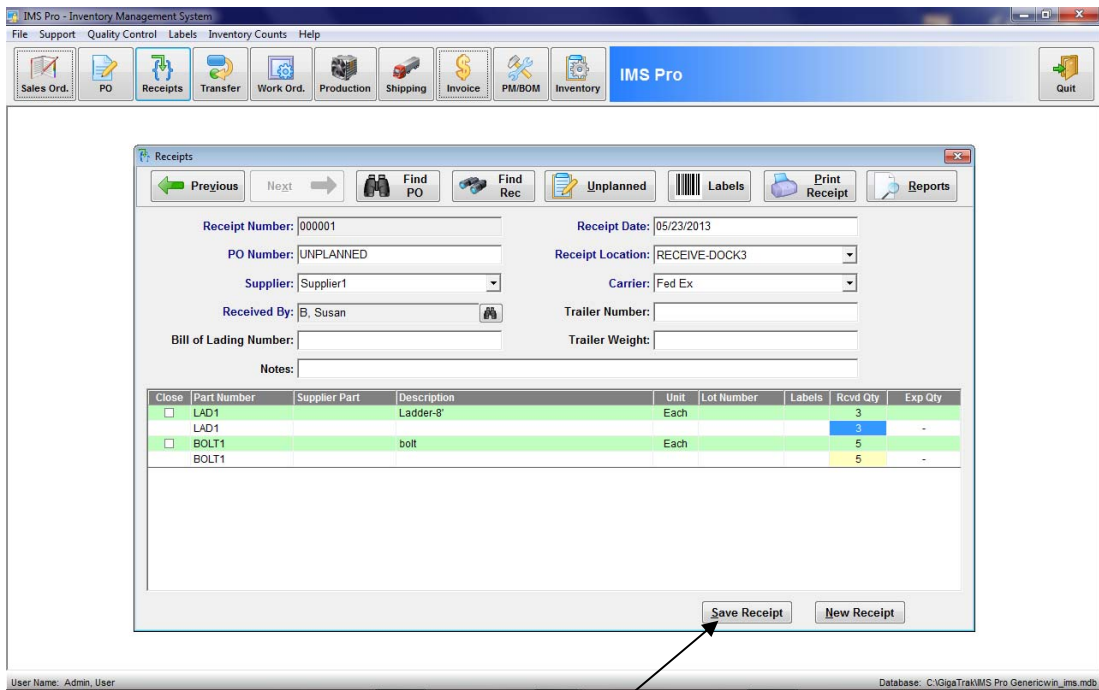 IMS Pro - Inventory Management System
File Support Quality Control Labels Inventory Counts Help
Sales Ord. PO Receipts Transfer Work Ord. Production Shipping Invoice PM/BOM Inventory IMS Pro Quit
Receipts
Previous Next Find PO Find Rec Unplanned Labels Print Receipt Reports
Receipt Number: 000001 Receipt Date: 05/23/2013
PO Number: UNPLANNED Receipt Location: RECEIVE-DOCK3
Supplier: Supplier1 Carrier: Fed Ex
Received By: B, Susan Trailer Number:
Bill of Lading Number: Trailer Weight:
Notes:
Close Part Number Supplier Part Description Unit Lot Number Labels Rcvd Qty Exp Qty
LAD1 Ladder-8' Each 3
LAD1 3 -
BOLT1 bolt Each 5
BOLT1 5 -
Save Receipt New Receipt
User Name: Admin, User Database: C:\GigaTrak\IMS Pro Genericwin_ims.mdb